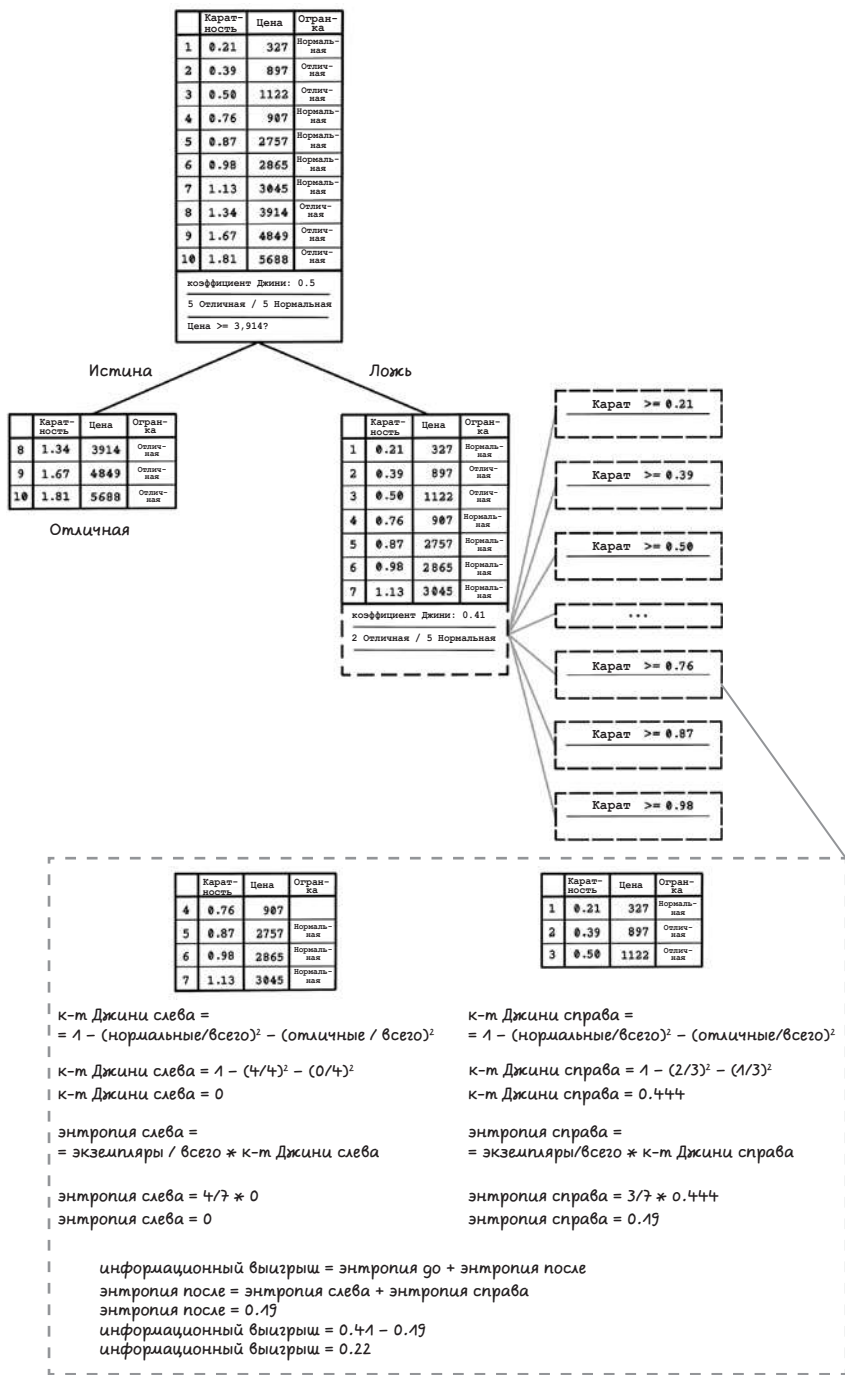 Карат- Цена Огран-
ность ка
1 0.21 327 Нормаль-
ная
2 0.39 897 Отлич-
ная
3 0.50 1122 Отлич-
ная
4 0.76 907 Нормаль-
ная
5 0.87 2757 Нормаль-
ная
6 0.98 2865 Нормаль-
ная
7 1.13 3045 Нормаль-
ная
8 1.34 3914 Отлич-
ная
9 1.67 4849 Отлич-
ная
10 1.81 5688 Отлич-
ная
коэффициент Джини: 0.5
5 Отличная / 5 Нормальная
Цена >= 3,914?
Истина
Ложь
Карат- Цена Огран-
ность ка
8 1.34 3914 Отлич-
ная
9 1.67 4849 Отлич-
ная
10 1.81 5688 Отлич-
ная
Отличная
Карат- Цена Огран-
ность ка
1 0.21 327 Нормаль-
ная
2 0.39 897 Отлич-
ная
3 0.50 1122 Отлич-
ная
4 0.76 907 Нормаль-
ная
5 0.87 2757 Нормаль-
ная
6 0.98 2865 Нормаль-
ная
7 1.13 3045 Нормаль-
ная
коэффициент Джини: 0.41
2 Отличная / 5 Нормальная
Карат >= 0.21
Карат >= 0.39
Карат >= 0.50
...
Карат >= 0.76
Карат >= 0.87
Карат >= 0.98
Карат- Цена Огран-
ность ка
4 0.76 907
5 0.87 2757 Нормаль-
ная
6 0.98 2865 Нормаль-
ная
7 1.13 3045 Нормаль-
ная
к-т Джини слева =
= 1 – (нормальные/всего)² – (отличные / всего)²
к-т Джини слева = 1 – (4/4)² – (0/4)²
к-т Джини слева = 0
энтропия слева =
= экземпляры / всего * к-т Джини слева
энтропия слева = 4/7 * 0
энтропия слева = 0
Карат- Цена Огран-
ность ка
1 0.21 327 Нормаль-
ная
2 0.39 897 Отлич-
ная
3 0.50 1122 Отлич-
ная
к-т Джини справа =
= 1 – (нормальные/всего)² – (отличные/всего)²
к-т Джини справа = 1 – (2/3)² – (1/3)²
к-т Джини справа = 0.444
энтропия справа =
= экземпляры/всего * к-т Джини справа
энтропия справа = 3/7 * 0.444
энтропия справа = 0.19
информационный выигрыш = энтропия до + энтропия после
энтропия после = энтропия слева + энтропия справа
энтропия после = 0.19
информационный выигрыш = 0.41 – 0.19
информационный выигрыш = 0.22